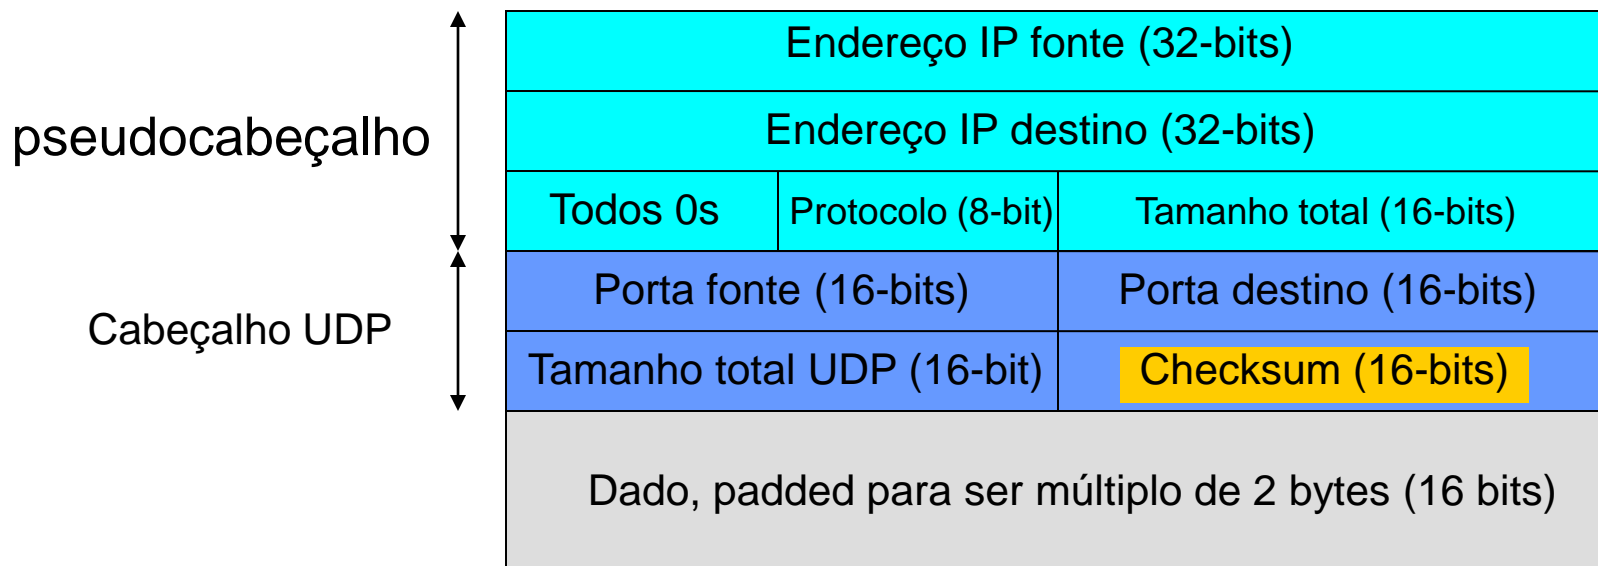 Endereço IP fonte (32-bits)
pseudocabeçalho
Endereço IP destino (32-bits)
Todos 0s
Protocolo (8-bit)
Tamanho total (16-bits)
Cabeçalho UDP
Porta fonte (16-bits)
Porta destino (16-bits)
Tamanho total UDP (16-bit)
Checksum (16-bits)
Dado, padded para ser múltiplo de 2 bytes (16 bits)